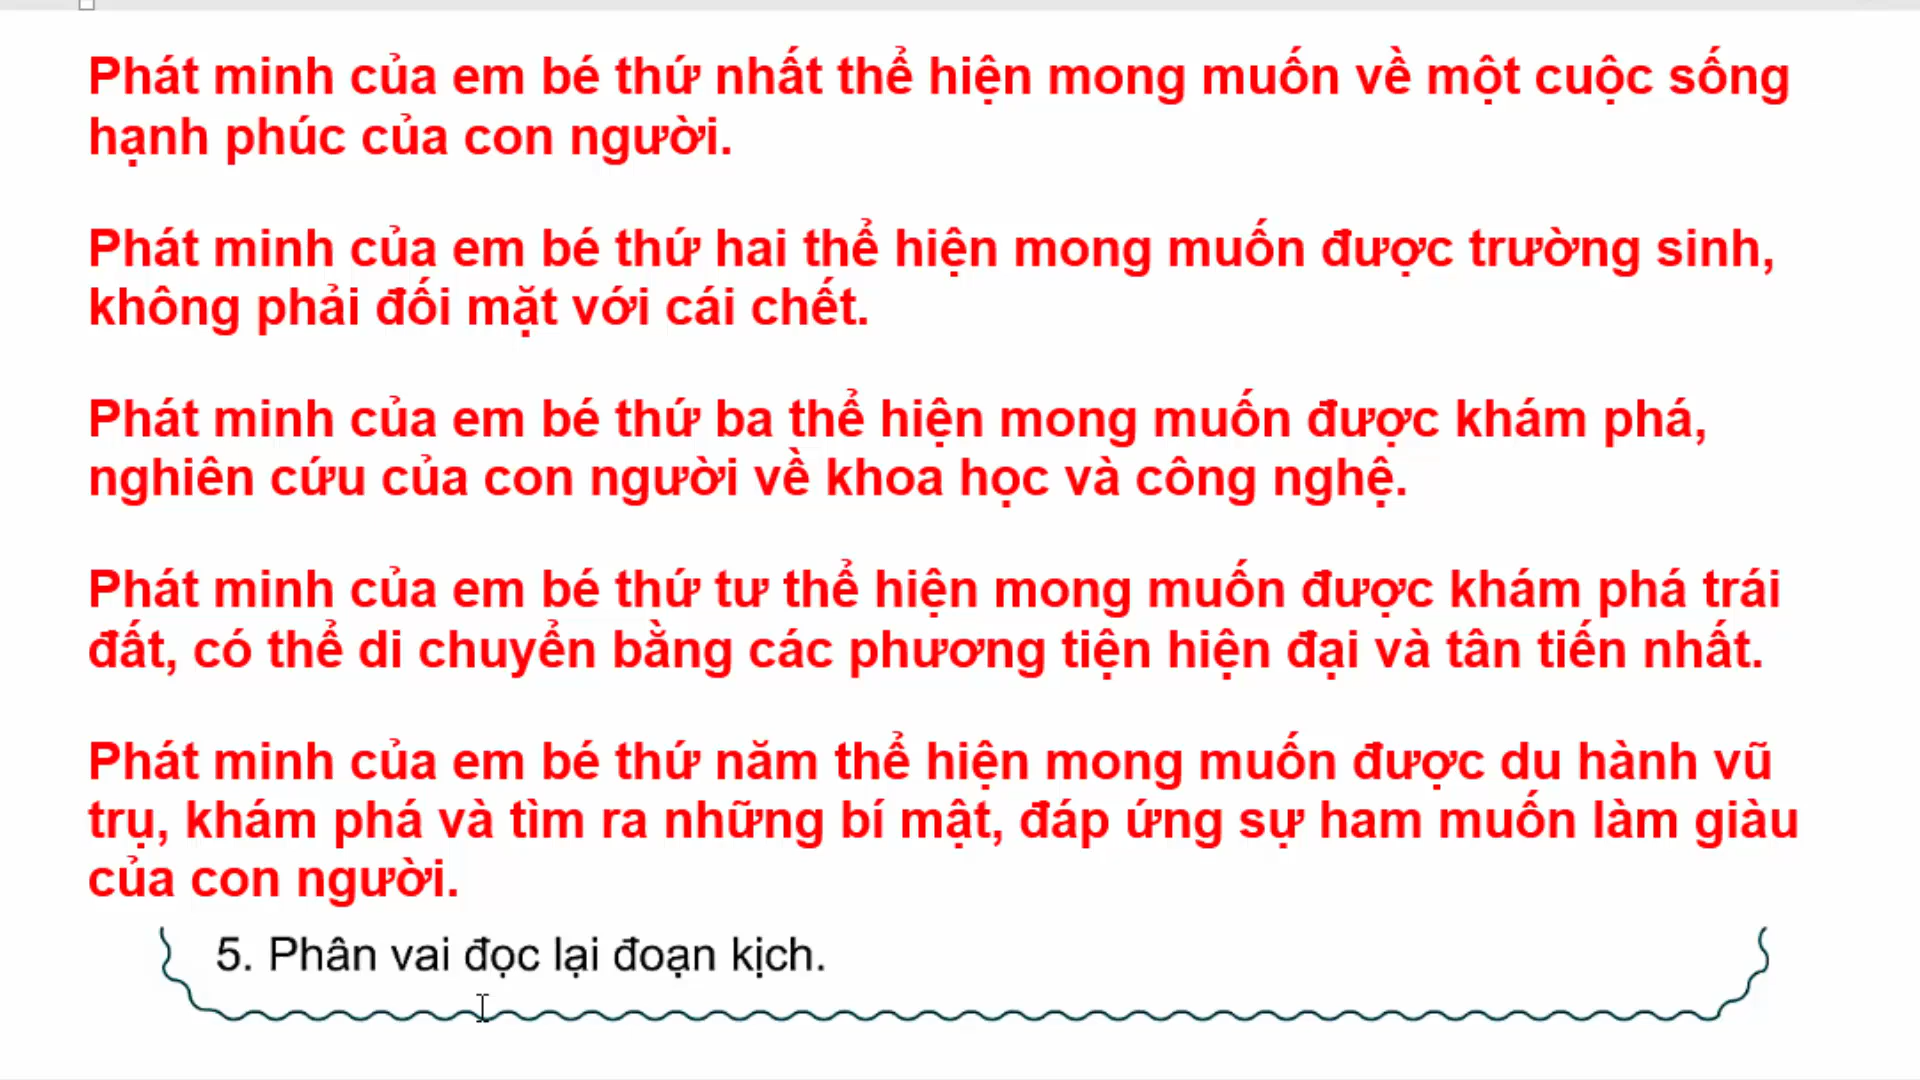 Phát minh của em bé thứ nhất thể hiện mong muốn về một cuộc sống
hạnh phúc của con người.
Phát minh của em bé thứ hai thể hiện mong muốn được trường sinh,
không phải đối mặt với cái chết.
Phát minh của em bé thứ ba thể hiện mong muốn được khám phá,
nghiên cứu của con người về khoa học và công nghệ.
Phát minh của em bé thứ tư thể hiện mong muốn được khám phá trái
đất, có thể di chuyển bằng các phương tiện hiện đại và tân tiến nhất.
Phát minh của em bé thứ năm thể hiện mong muốn được du hành vũ
trụ, khám phá và tìm ra những bí mật, đáp ứng sự ham muốn làm giàu
của con người.
5. Phân vai đọc lại đoạn kịch.